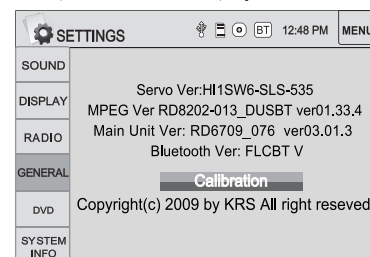 SETTINGS BT 12:48 PM MENU
SOUND
DISPLAY
RADIO
GENERAL
DVD
SYSTEM
INFO
Servo Ver:HI1SW6-SLS-535
MPEG Ver RD8202-013_DUSBT ver01.33.4
Main Unit Ver: RD6709_076 ver03.01.3
Bluetooth Ver: FLCBT V
Calibration
Copyright(c) 2009 by KRS All right reseved